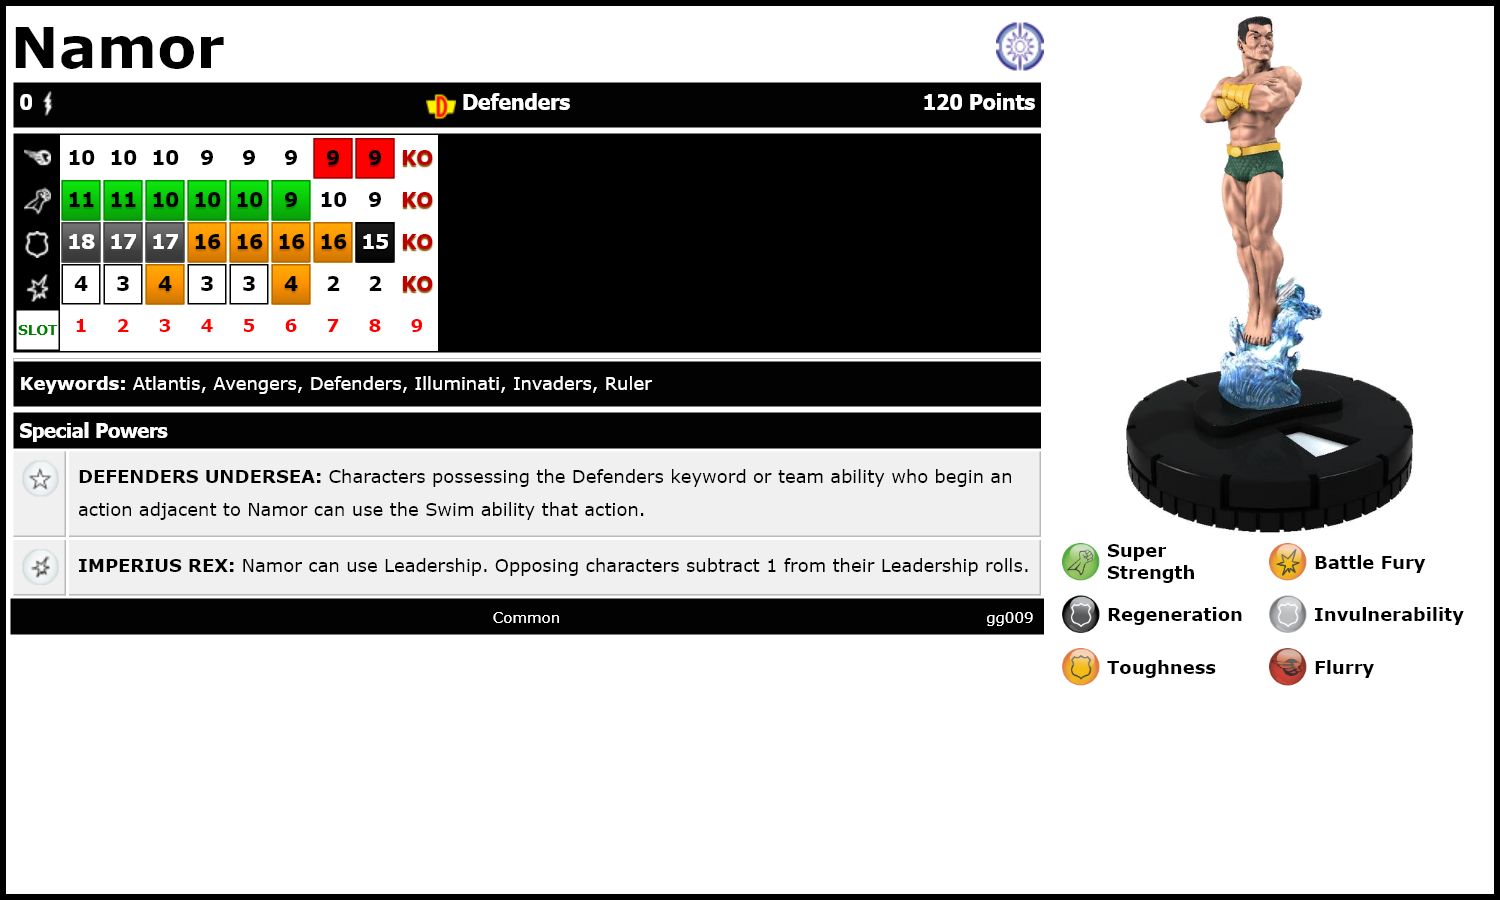 Namor
0 Defenders 120 Points
10 10 10 9 9 9 9 9 KO
11 11 10 10 10 9 10 9 KO
18 17 17 16 16 16 16 15 KO
4 3 4 3 3 4 2 2 KO
SLOT 1 2 3 4 5 6 7 8 9
Keywords: Atlantis, Avengers, Defenders, Illuminati, Invaders, Ruler
Special Powers
DEFENDERS UNDERSEA: Characters possessing the Defenders keyword or team ability who begin an
action adjacent to Namor can use the Swim ability that action.
IMPERIUS REX: Namor can use Leadership. Opposing characters subtract 1 from their Leadership rolls.
Common gg009
Super
Strength
Battle Fury
Regeneration
Invulnerability
Toughness
Flurry